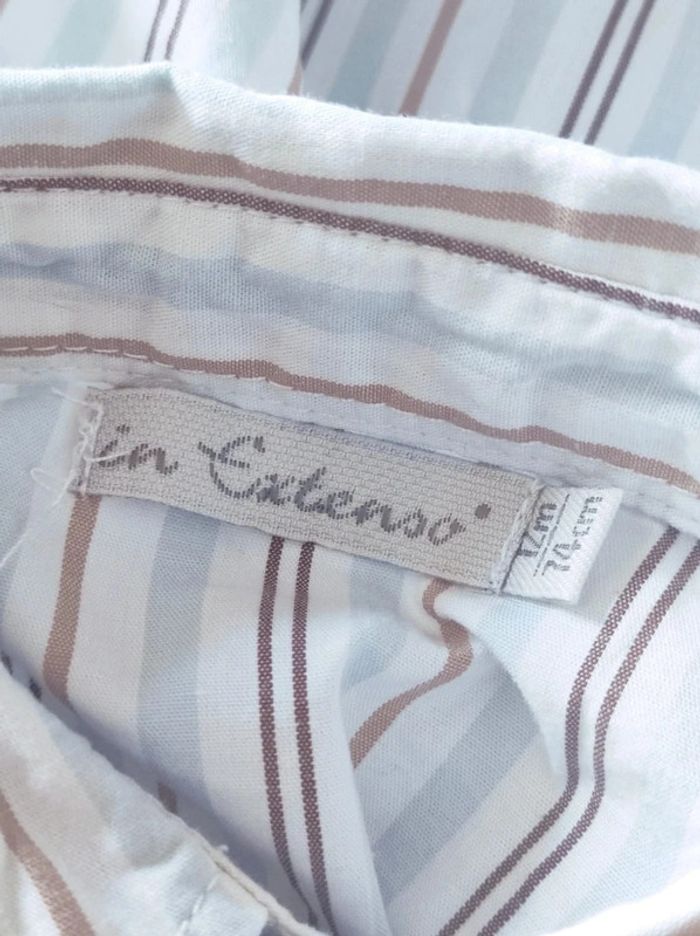 in Extenso
12m
74cm